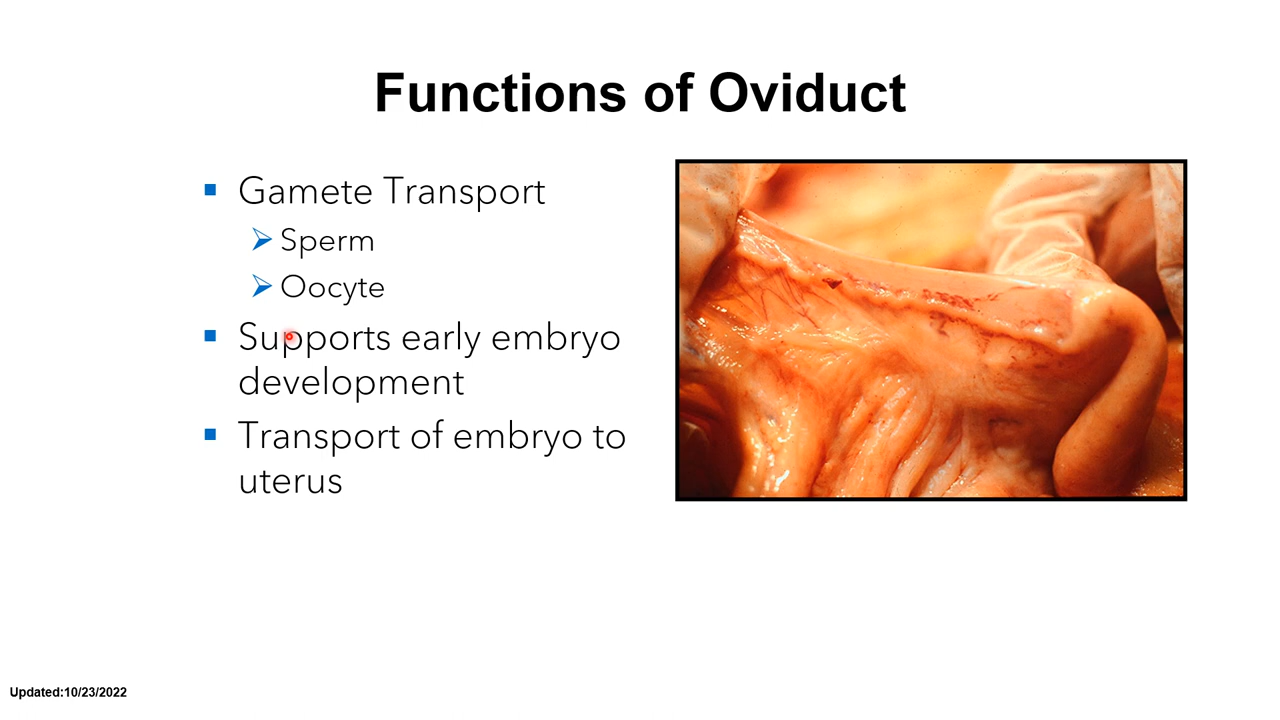 Functions of Oviduct
Gamete Transport
Sperm
Oocyte
Supports early embryo
development
Transport of embryo to
uterus
Updated:10/23/2022